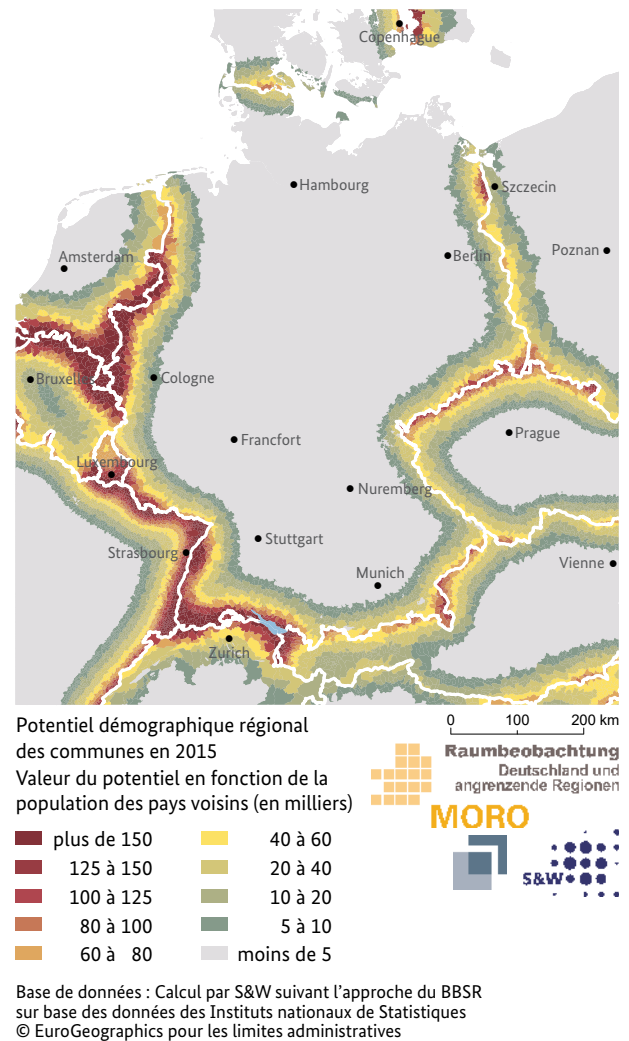 Copenhague
Hambourg
Szczecin
Amsterdam
Berlin
Poznan
Bruxelles
Cologne
Francfort
Prague
Luxembourg
Nuremberg
Strasbourg
Stuttgart
Munich
Vienne
Zurich
Potentiel démographique régional
des communes en 2015
Valeur du potentiel en fonction de la
population des pays voisins (en milliers)
plus de 150
125 à 150
100 à 125
80 à 100
60 à 80
40 à 60
20 à 40
10 à 20
5 à 10
moins de 5
0 100 200 km
Raumbeobachtung
Deutschland und
angrenzende Regionen
MORO
S&W
Base de données : Calcul par S&W suivant l'approche du BBSR
sur base des données des Instituts nationaux de Statistiques
© EuroGeographics pour les limites administratives